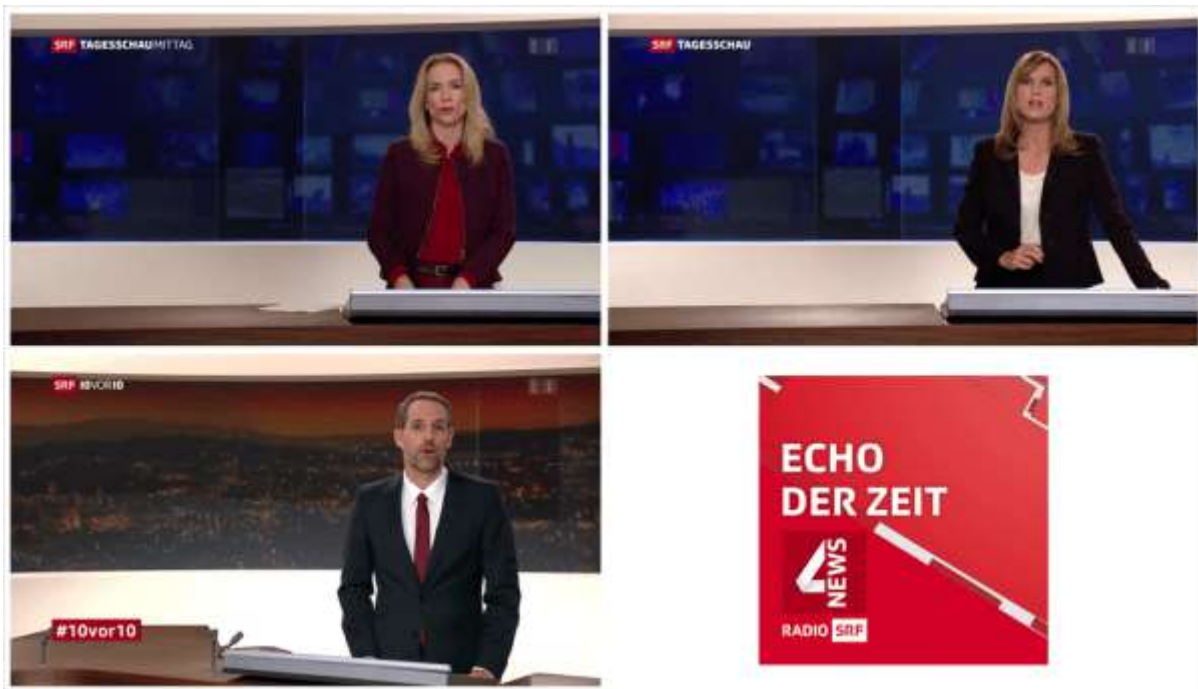 SRF TAGESSCHAUMITTAG
SRF TAGESSCHAU
SRF 10VOR10
#10vor10
ECHO
DER ZEIT
4
NEWS
RADIO SRF